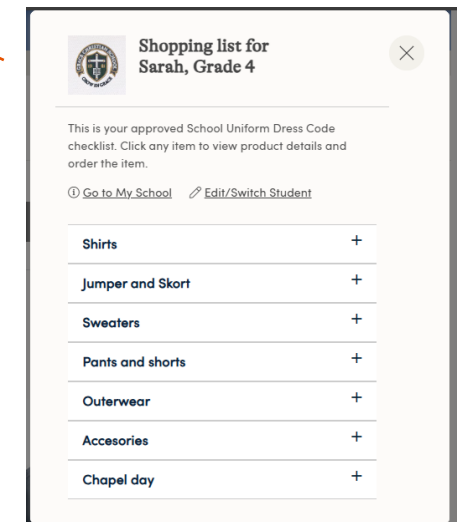 Shopping list for
Sarah, Grade 4
This is your approved School Uniform Dress Code
checklist. Click any item to view product details and
order the item.
Go to My School Edit/Switch Student
Shirts
Jumper and Skort
Sweaters
Pants and shorts
Outerwear
Accesories
Chapel day